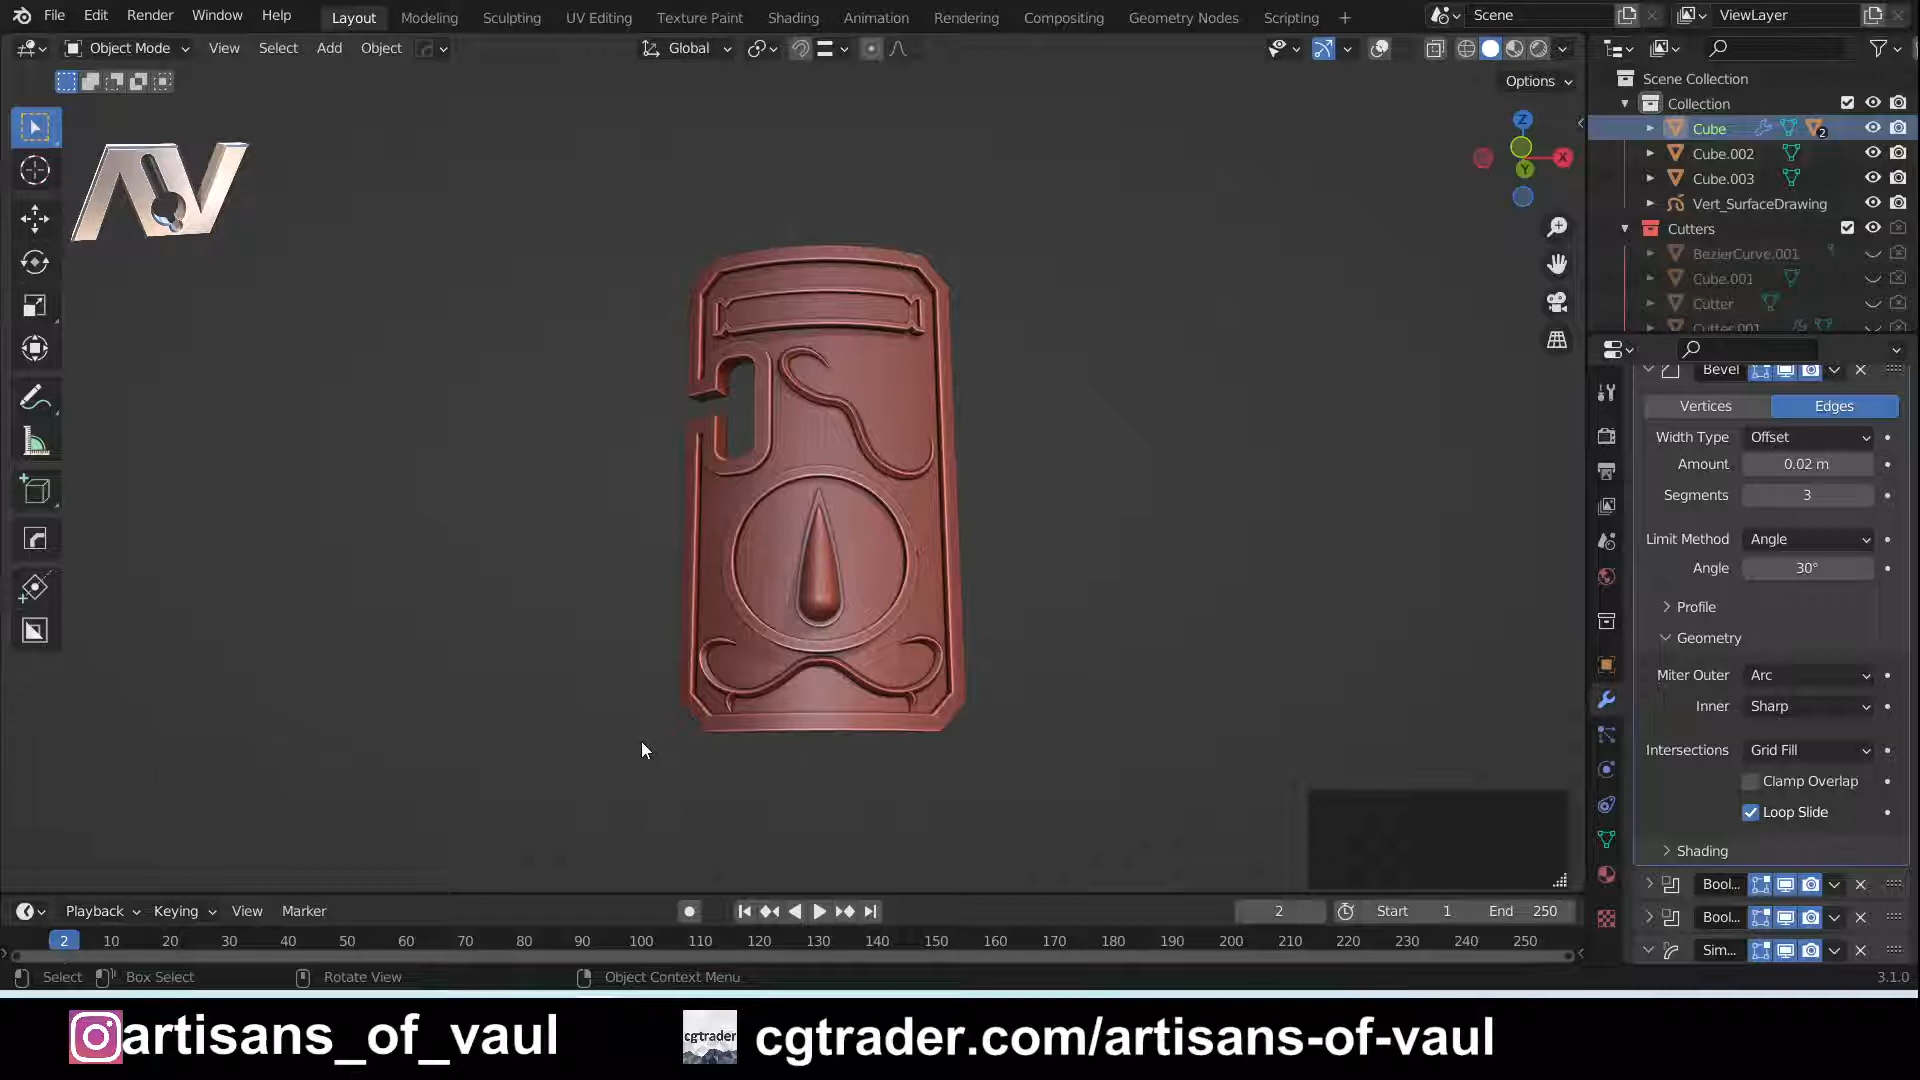 File Edit Render Window Help Layout Modeling Sculpting UV Editing Texture Paint Shading Animation Rendering Compositing Geometry Nodes Scripting + Scene ViewLayer
Object Mode View Select Add Object Global
Options
Scene Collection
Collection
Cube 2
Cube.002
Cube.003
Vert_SurfaceDrawing
Cutters
BezierCurve.001
Cube.001
Cutter
Cutter.001
Z
X
Y
AV
Bevel
Vertices Edges
Width Type Offset
Amount 0.02 m
Segments 3
Limit Method Angle
Angle 30°
Profile
Geometry
Miter Outer Arc
Inner Sharp
Intersections Grid Fill
Clamp Overlap
Loop Slide
Shading
Bool...
Bool...
Sim...
Playback Keying View Marker 2 Start 1 End 250
2 10 20 30 40 50 60 70 80 90 100 110 120 130 140 150 160 170 180 190 200 210 220 230 240 250
Select Box Select Rotate View Object Context Menu 3.1.0
artisans_of_vaul cgtrader cgtrader.com/artisans-of-vaul